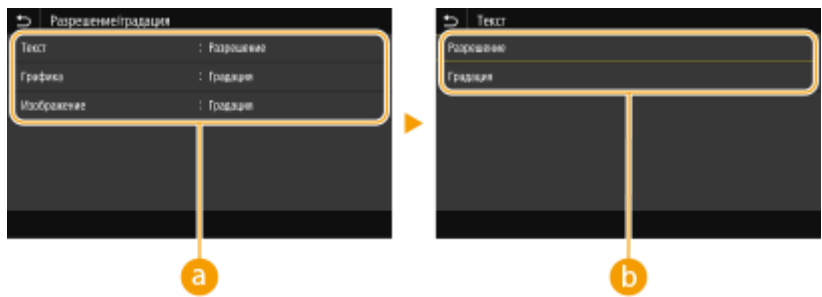 Разрешение/градация
Текст : Разрешение
Графика : Градация
Изображение : Градация
a
Текст
Разрешение
Градация
b